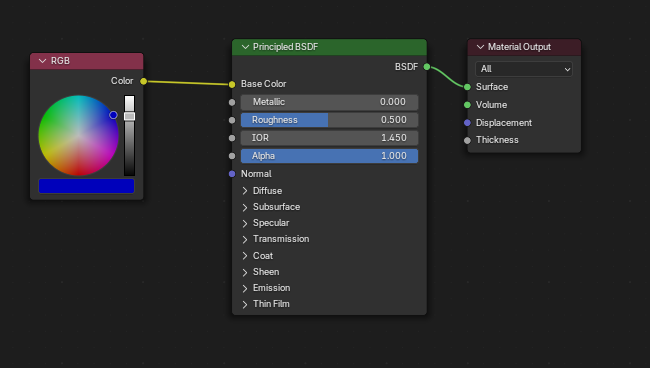 RGB
Color
Principled BSDF
BSDF
Base Color
Metallic 0.000
Roughness 0.500
IOR 1.450
Alpha 1.000
Normal
Diffuse
Subsurface
Specular
Transmission
Coat
Sheen
Emission
Thin Film
Material Output
All
Surface
Volume
Displacement
Thickness